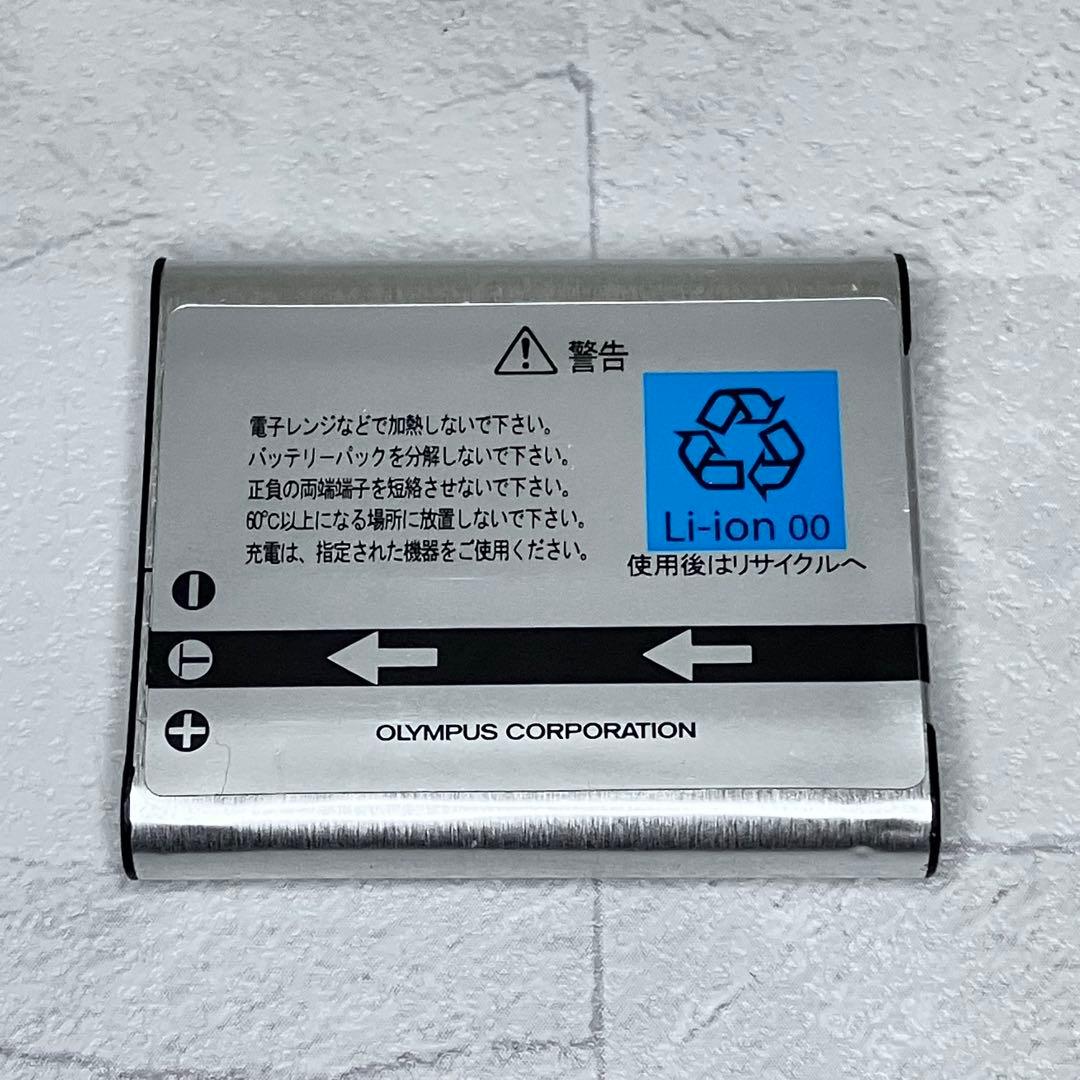 警告
電子レンジなどで加熱しないで下さい。
バッテリーパックを分解しないで下さい。
正負の両端端子を短絡させないで下さい。
60℃以上になる場所に放置しないで下さい。
充電は、指定された機器をご使用ください。
Li-ion 00
使用後はリサイクルへ
T
OLYMPUS CORPORATION